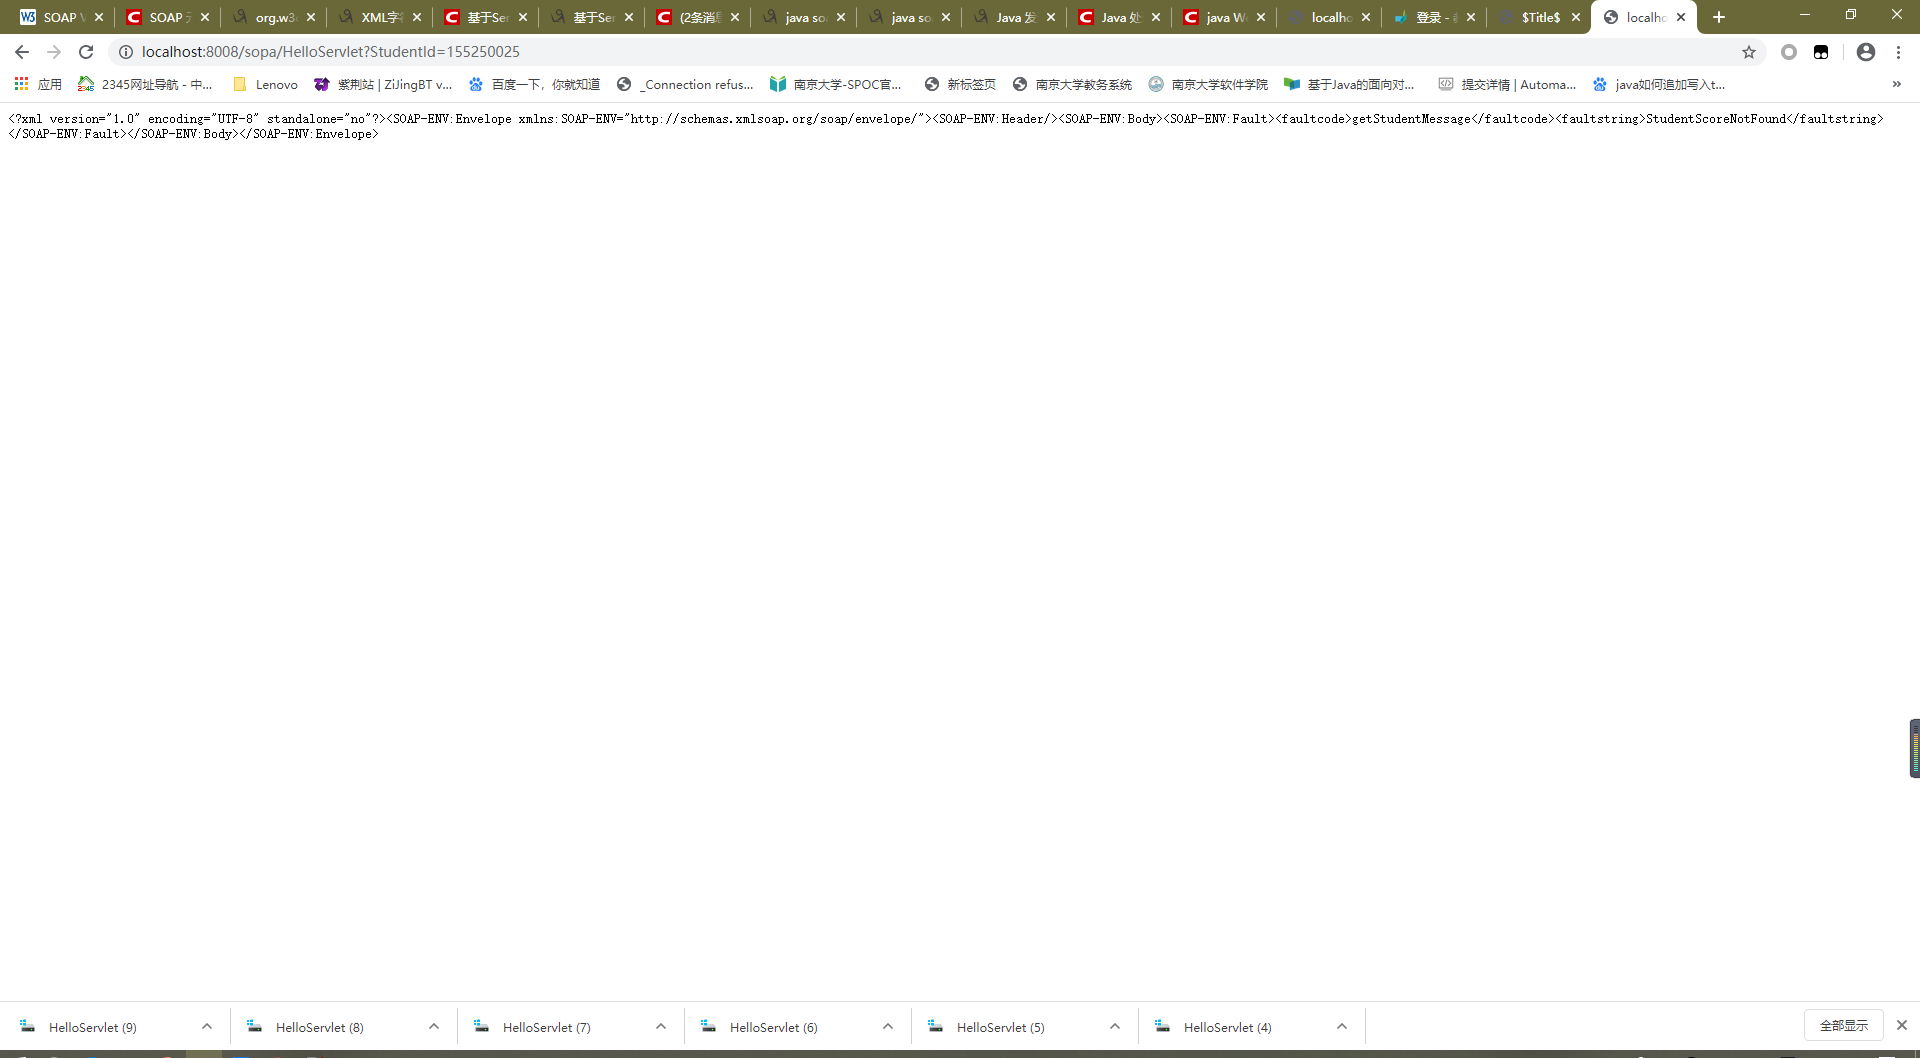 SOAP
SOAP
org.w3
XML字
基于Ser
基于Ser
(2条消
java so
java so
Java 发
Java 处
java W
localho
登录 -
$Title$
localho
localhost:8008/sopa/HelloServlet?StudentId=155250025
应用
2345网址导航 - 中...
Lenovo
紫荆站 | ZiJingBT v...
百度一下，你就知道
_Connection refus...
南京大学-SPOC官...
新标签页
南京大学教务系统
南京大学软件学院
基于Java的面向对...
提交详情 | Automa...
java如何追加写入t...
<?xml version="1.0" encoding="UTF-8" standalone="no"?><SOAP-ENV:Envelope xmlns:SOAP-ENV="http://schemas.xmlsoap.org/soap/envelope/"><SOAP-ENV:Header/><SOAP-ENV:Body><SOAP-ENV:Fault><faultcode>getStudentMessage</faultcode><faultstring>StudentScoreNotFound</faultstring>
</SOAP-ENV:Fault></SOAP-ENV:Body></SOAP-ENV:Envelope>
HelloServlet (9)
HelloServlet (8)
HelloServlet (7)
HelloServlet (6)
HelloServlet (5)
HelloServlet (4)
全部显示